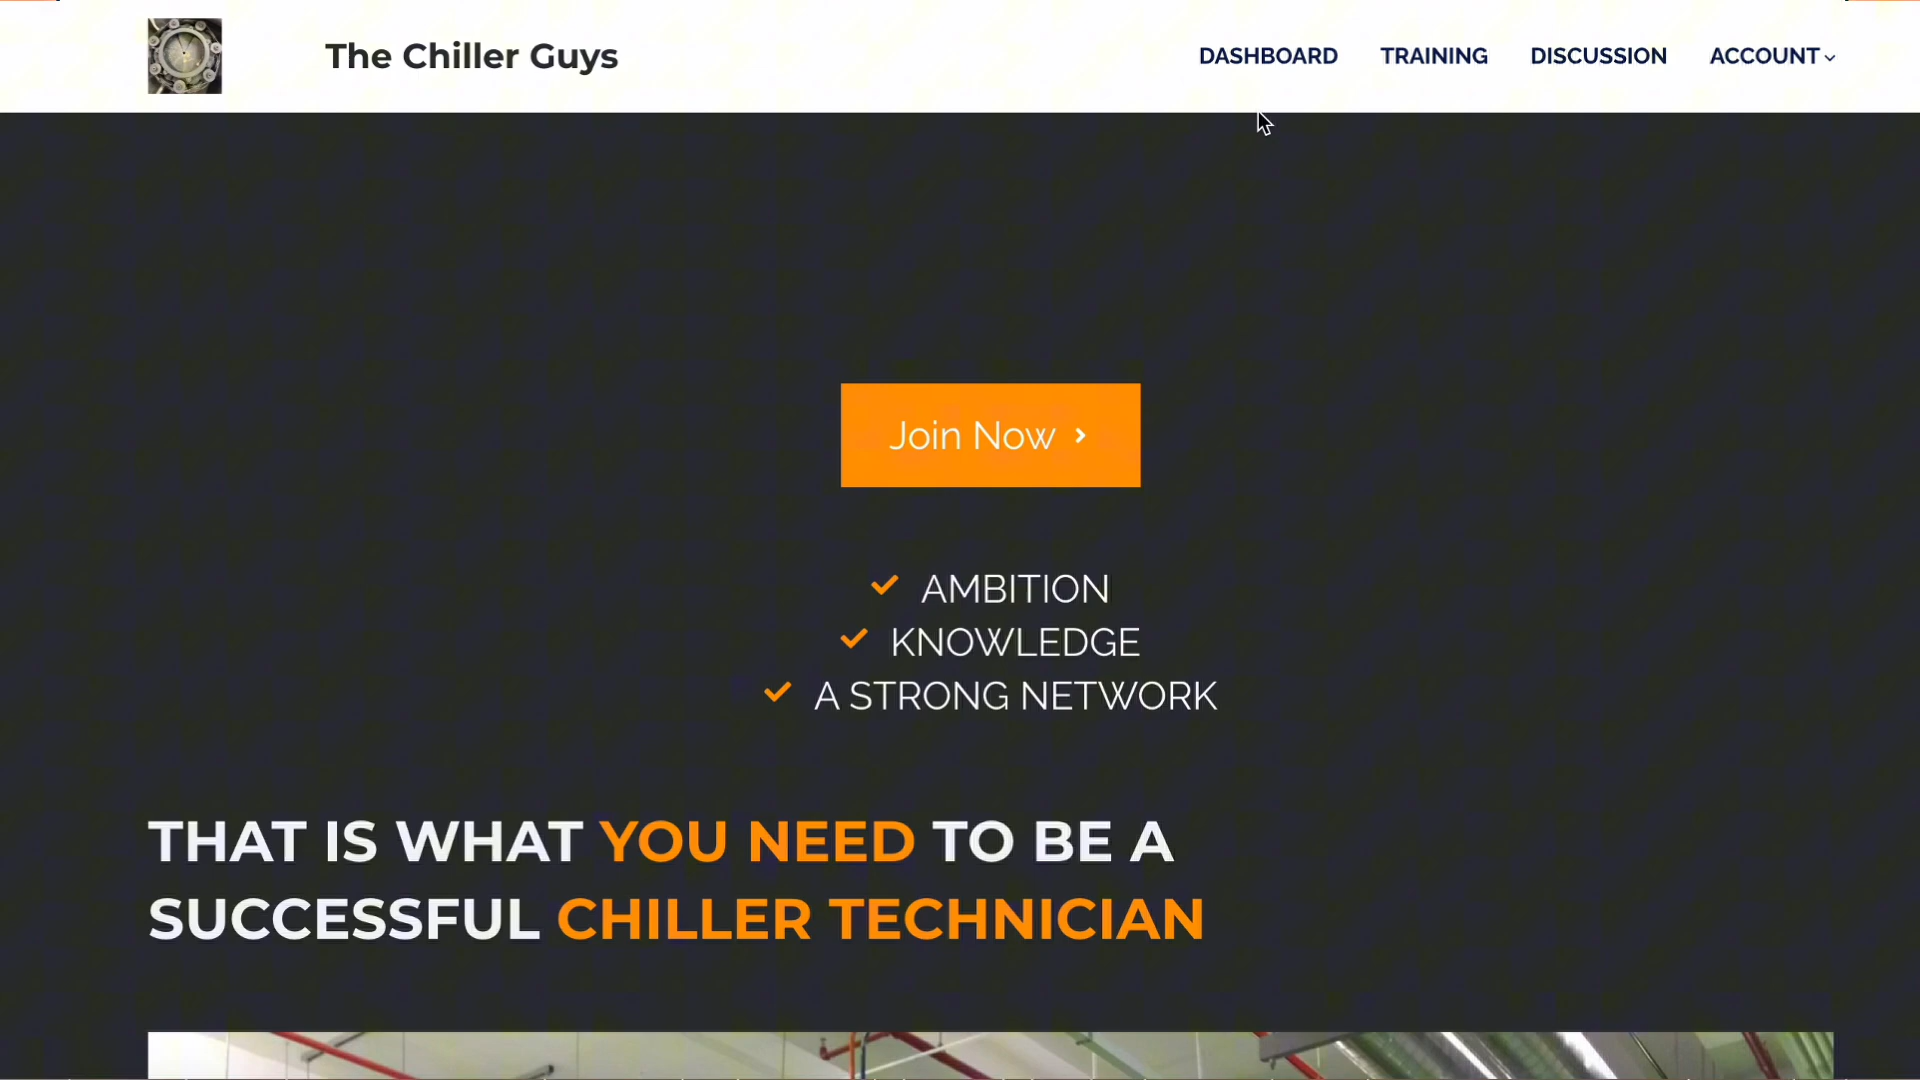 The Chiller Guys
DASHBOARD TRAINING DISCUSSION ACCOUNT
Join Now
AMBITION
KNOWLEDGE
A STRONG NETWORK
THAT IS WHAT YOU NEED TO BE A
SUCCESSFUL CHILLER TECHNICIAN